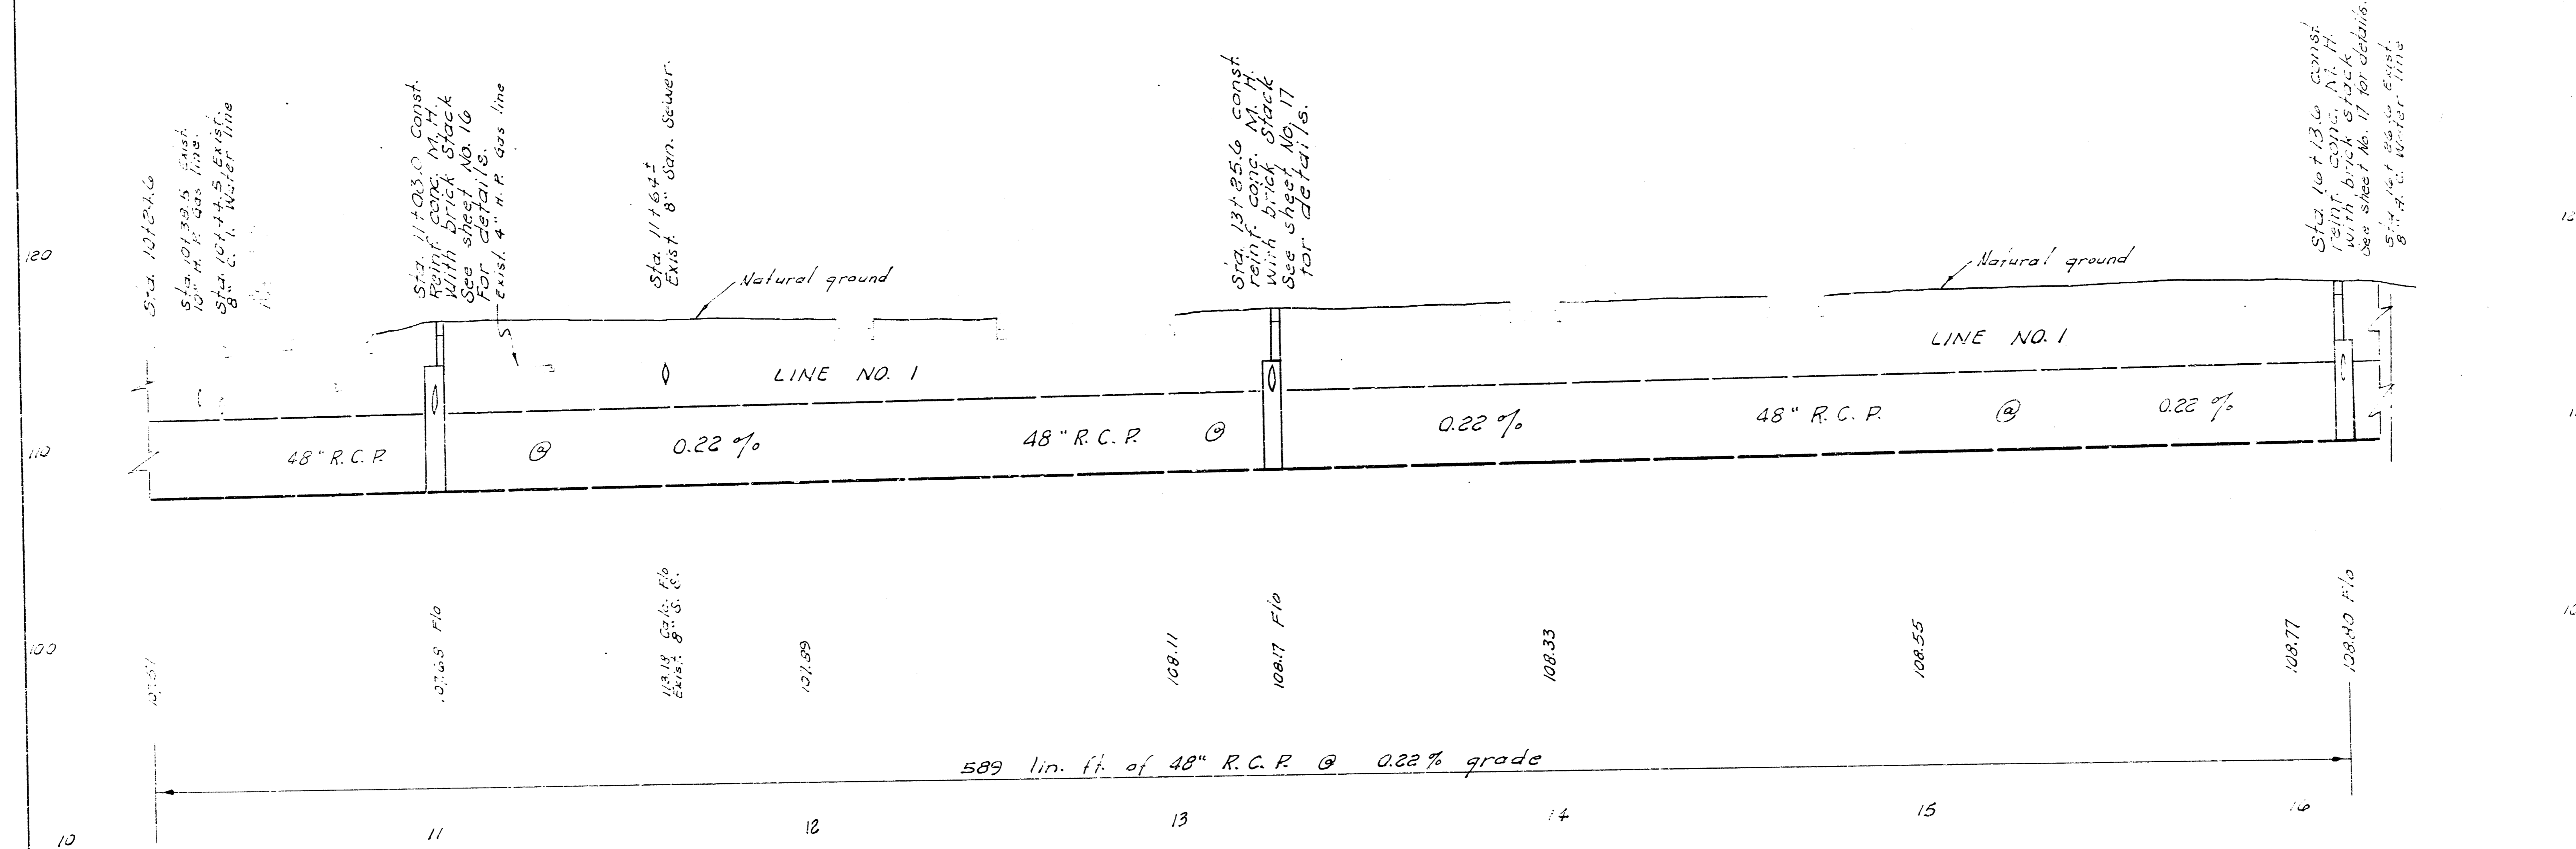 Sta. 10+24.6
Sta. 10+39.5 Exist.
10" H. P. Gas line.
Sta. 10+44.5 Exist.
8" C. I. Water line
Sta. 11+03.0 Const.
Reinf. conc. M. H.
With brick Stack
See sheet No. 16
For details.
Exist. 4" H. P. Gas line
Sta. 11+64±
Exist. 8" San. Sewer.
Sta. 13+25.6 const.
reinf. conc. M. H.
with brick Stack
See sheet No. 17
for details.
Sta. 16+13.6 const.
reinf. conc. M. H.
with brick stack
See sheet No. 17 for details.
Exist.
8" A. C. Water line
120
Natural ground
Natural ground
LINE NO. 1
LINE NO. 1
110
48" R. C. P.
@
0.22 %
48" R. C. P.
@
0.22 %
48" R. C. P.
@
0.22 %
100
107.68 Flo
113.18 Calc. Flo
Exist. 8" S. S.
107.89
108.11
108.17 Flo
108.33
108.55
108.77
108.80 Flo
589 lin. ft. of 48" R. C. P. @ 0.22 % grade
10
11
12
13
14
15
16